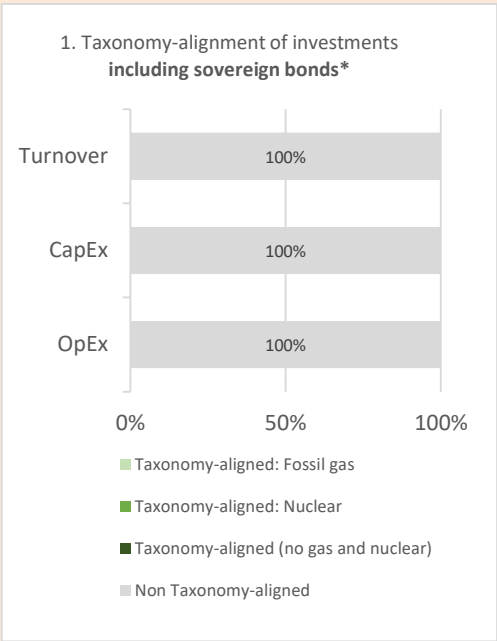 1. Taxonomy-alignment of investments
including sovereign bonds*
Turnover
100%
CapEx
100%
OpEx
100%
0%
50%
100%
Taxonomy-aligned: Fossil gas
Taxonomy-aligned: Nuclear
Taxonomy-aligned (no gas and nuclear)
Non Taxonomy-aligned